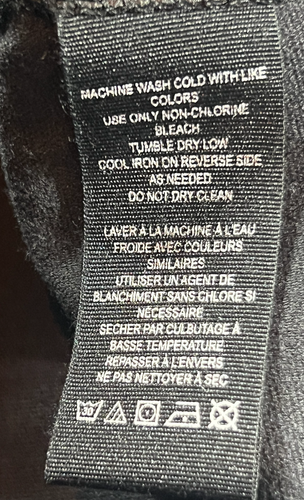 MACHINE WASH COLD WITH LIKE
COLORS
USE ONLY NON-CHLORINE
BLEACH
TUMBLE DRY LOW
COOL IRON ON REVERSE SIDE
AS NEEDED
DO NOT DRY CLEAN
LAVER À LA MACHINE À L'EAU
FROIDE AVEC COULEURS
SIMILAIRES
UTILISER UN AGENT DE
BLANCHIMENT SANS CHLORE SI
NÉCESSAIRE
SÉCHER PAR CULBUTAGE À
BASSE TEMPÉRATURE
REPASSER À L'ENVERS
NE PAS NETTOYER À SEC
30